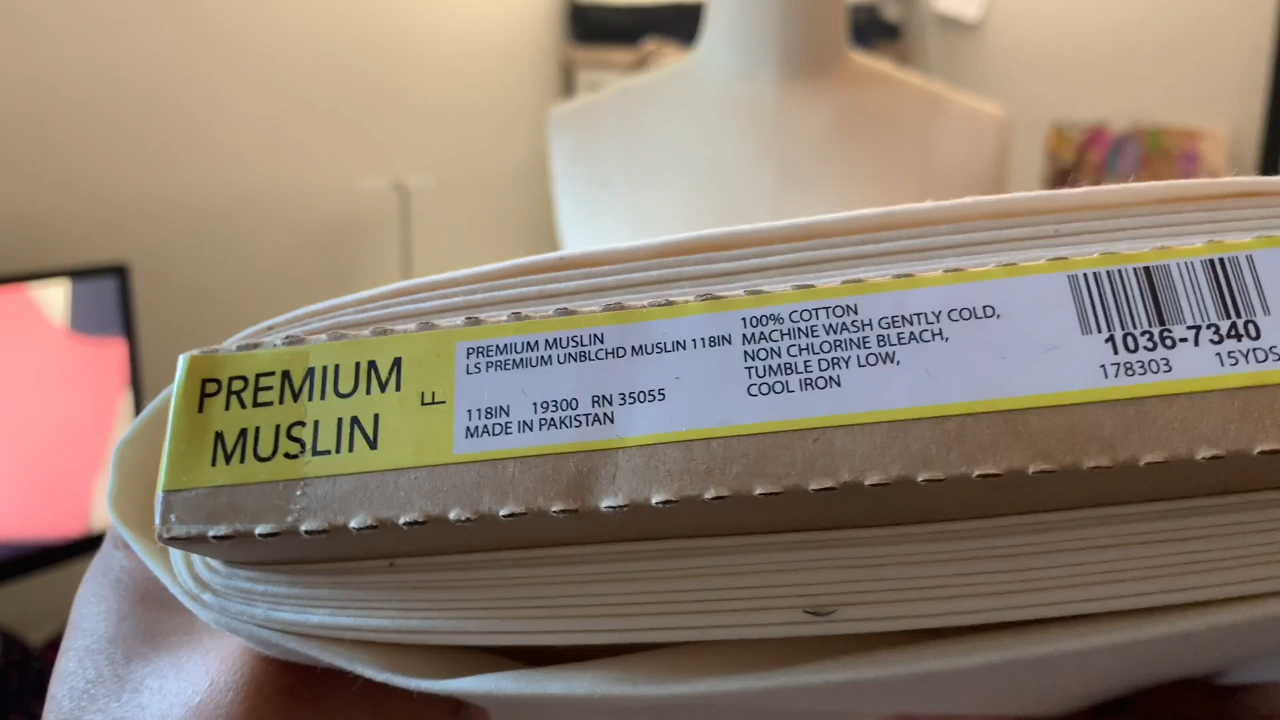 PREMIUM
MUSLIN
F
PREMIUM MUSLIN
LS PREMIUM UNBLCHD MUSLIN 118IN
118IN 19300 RN 35055
MADE IN PAKISTAN
100% COTTON
MACHINE WASH GENTLY COLD,
NON CHLORINE BLEACH,
TUMBLE DRY LOW,
COOL IRON
1036-7340
178303 15YDS